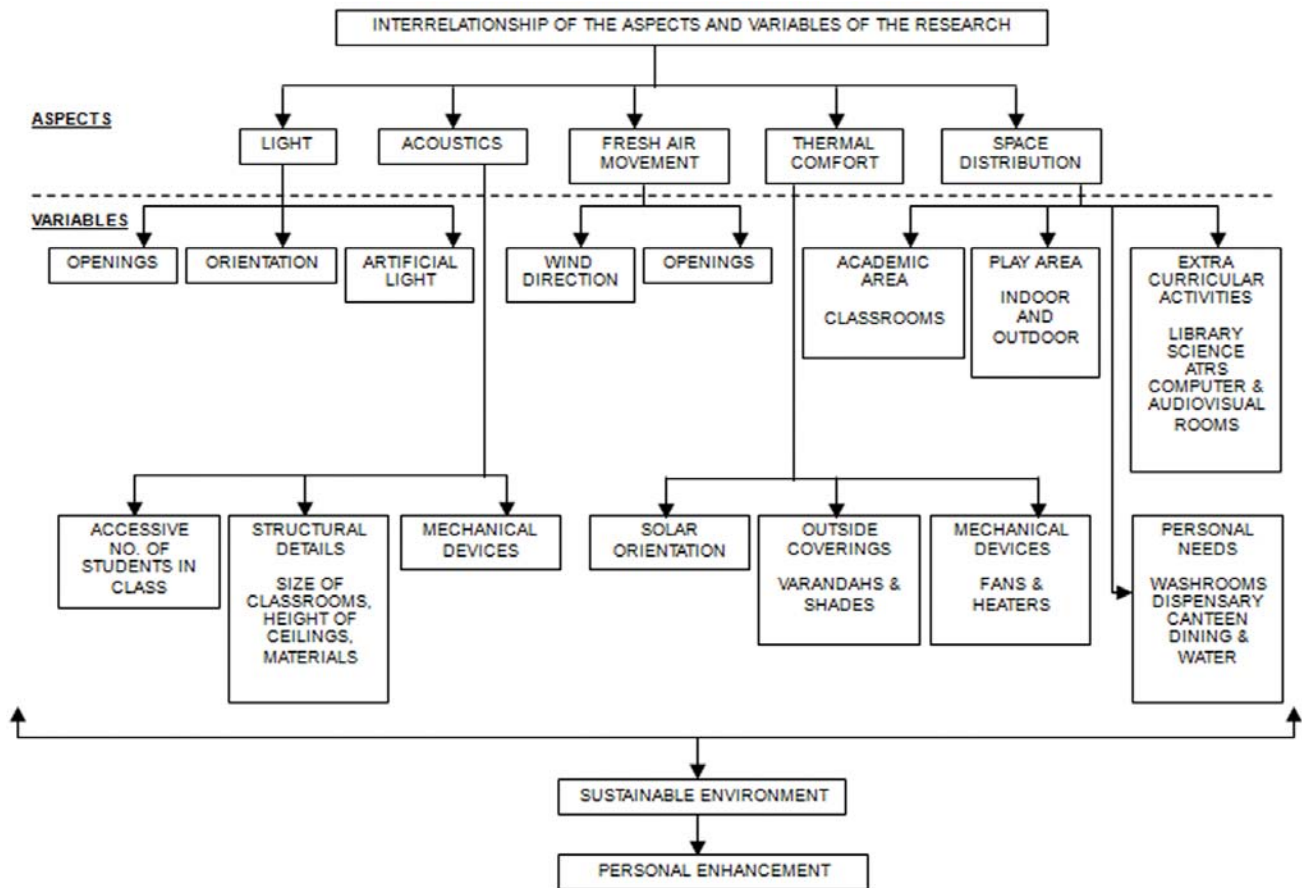 INTERRELATIONSHIP OF THE ASPECTS AND VARIABLES OF THE RESEARCH
ASPECTS
LIGHT
ACOUSTICS
FRESH AIR
MOVEMENT
THERMAL
COMFORT
SPACE
DISTRIBUTION
VARIABLES
OPENINGS
ORIENTATION
ARTIFICIAL
LIGHT
WIND
DIRECTION
OPENINGS
ACADEMIC
AREA
CLASSROOMS
PLAY AREA
INDOOR
AND
OUTDOOR
EXTRA
CURRICULAR
ACTIVITIES
LIBRARY
SCIENCE
ATRS
COMPUTER &
AUDIOVISUAL
ROOMS
ACCESSIVE
NO. OF
STUDENTS IN
CLASS
STRUCTURAL
DETAILS
SIZE OF
CLASSROOMS,
HEIGHT OF
CEILINGS,
MATERIALS
MECHANICAL
DEVICES
SOLAR
ORIENTATION
OUTSIDE
COVERINGS
VARANDAHS &
SHADES
MECHANICAL
DEVICES
FANS &
HEATERS
PERSONAL
NEEDS
WASHROOMS
DISPENSARY
CANTEEN
DINING &
WATER
SUSTAINABLE ENVIRONMENT
PERSONAL ENHANCEMENT